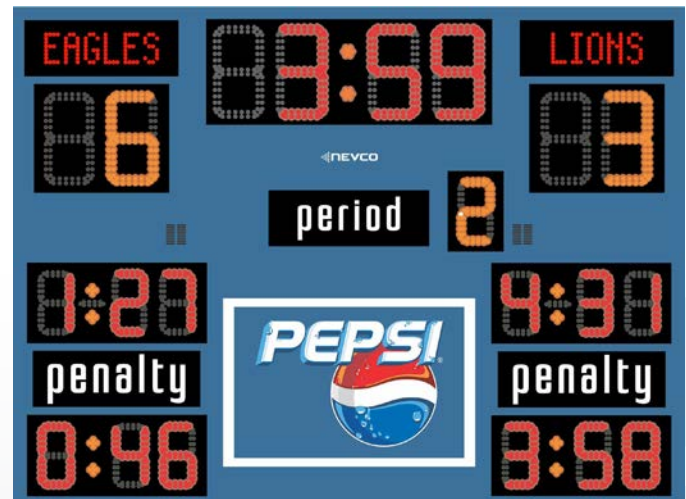 EAGLES
3:59
LIONS
6
3
NEVCO
period
2
1:27
4:31
PEPSI
penalty
penalty
0:46
3:58